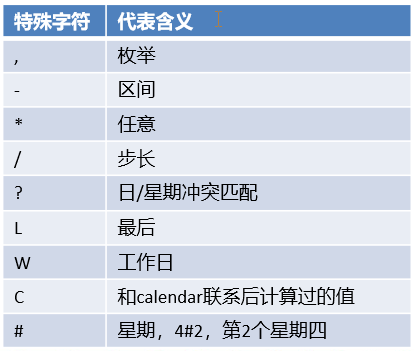 特殊字符 代表含义
, 枚举
- 区间
* 任意
/ 步长
? 日/星期冲突匹配
L 最后
W 工作日
C 和calendar联系后计算过的值
# 星期，4#2，第2个星期四